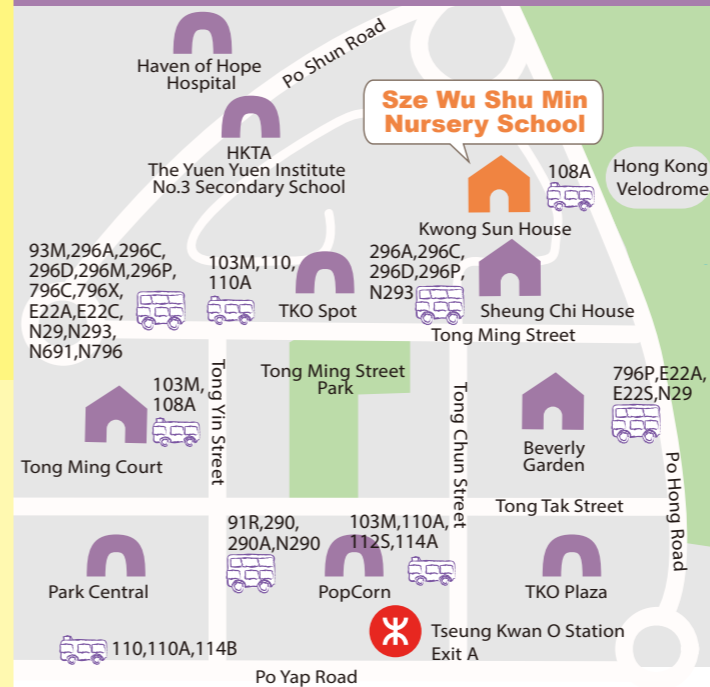 Haven of Hope
Hospital
Po Shun Road
Sze Wu Shu Min
Nursery School
HKTA
The Yuen Yuen Institute
No.3 Secondary School
108A
Hong Kong
Velodrome
Kwong Sun House
93M,296A,296C,
296D,296M,296P,
796C,796X,
E22A,E22C,
N29,N293,
N691,N796
103M,110,
110A
TKO Spot
296A,296C,
296D,296P,
N293
Sheung Chi House
Tong Ming Street
Tong Ming Street
Park
103M,
108A
Tong Ming Court
Tong Yin Street
Tong Chun Street
796P,E22A,
E22S,N29
Beverly
Garden
Po Hong Road
Tong Tak Street
91R,290,
290A,N290
103M,110A,
112S,114A
Park Central
PopCorn
TKO Plaza
110,110A,114B
Tseung Kwan O Station
Exit A
Po Yap Road